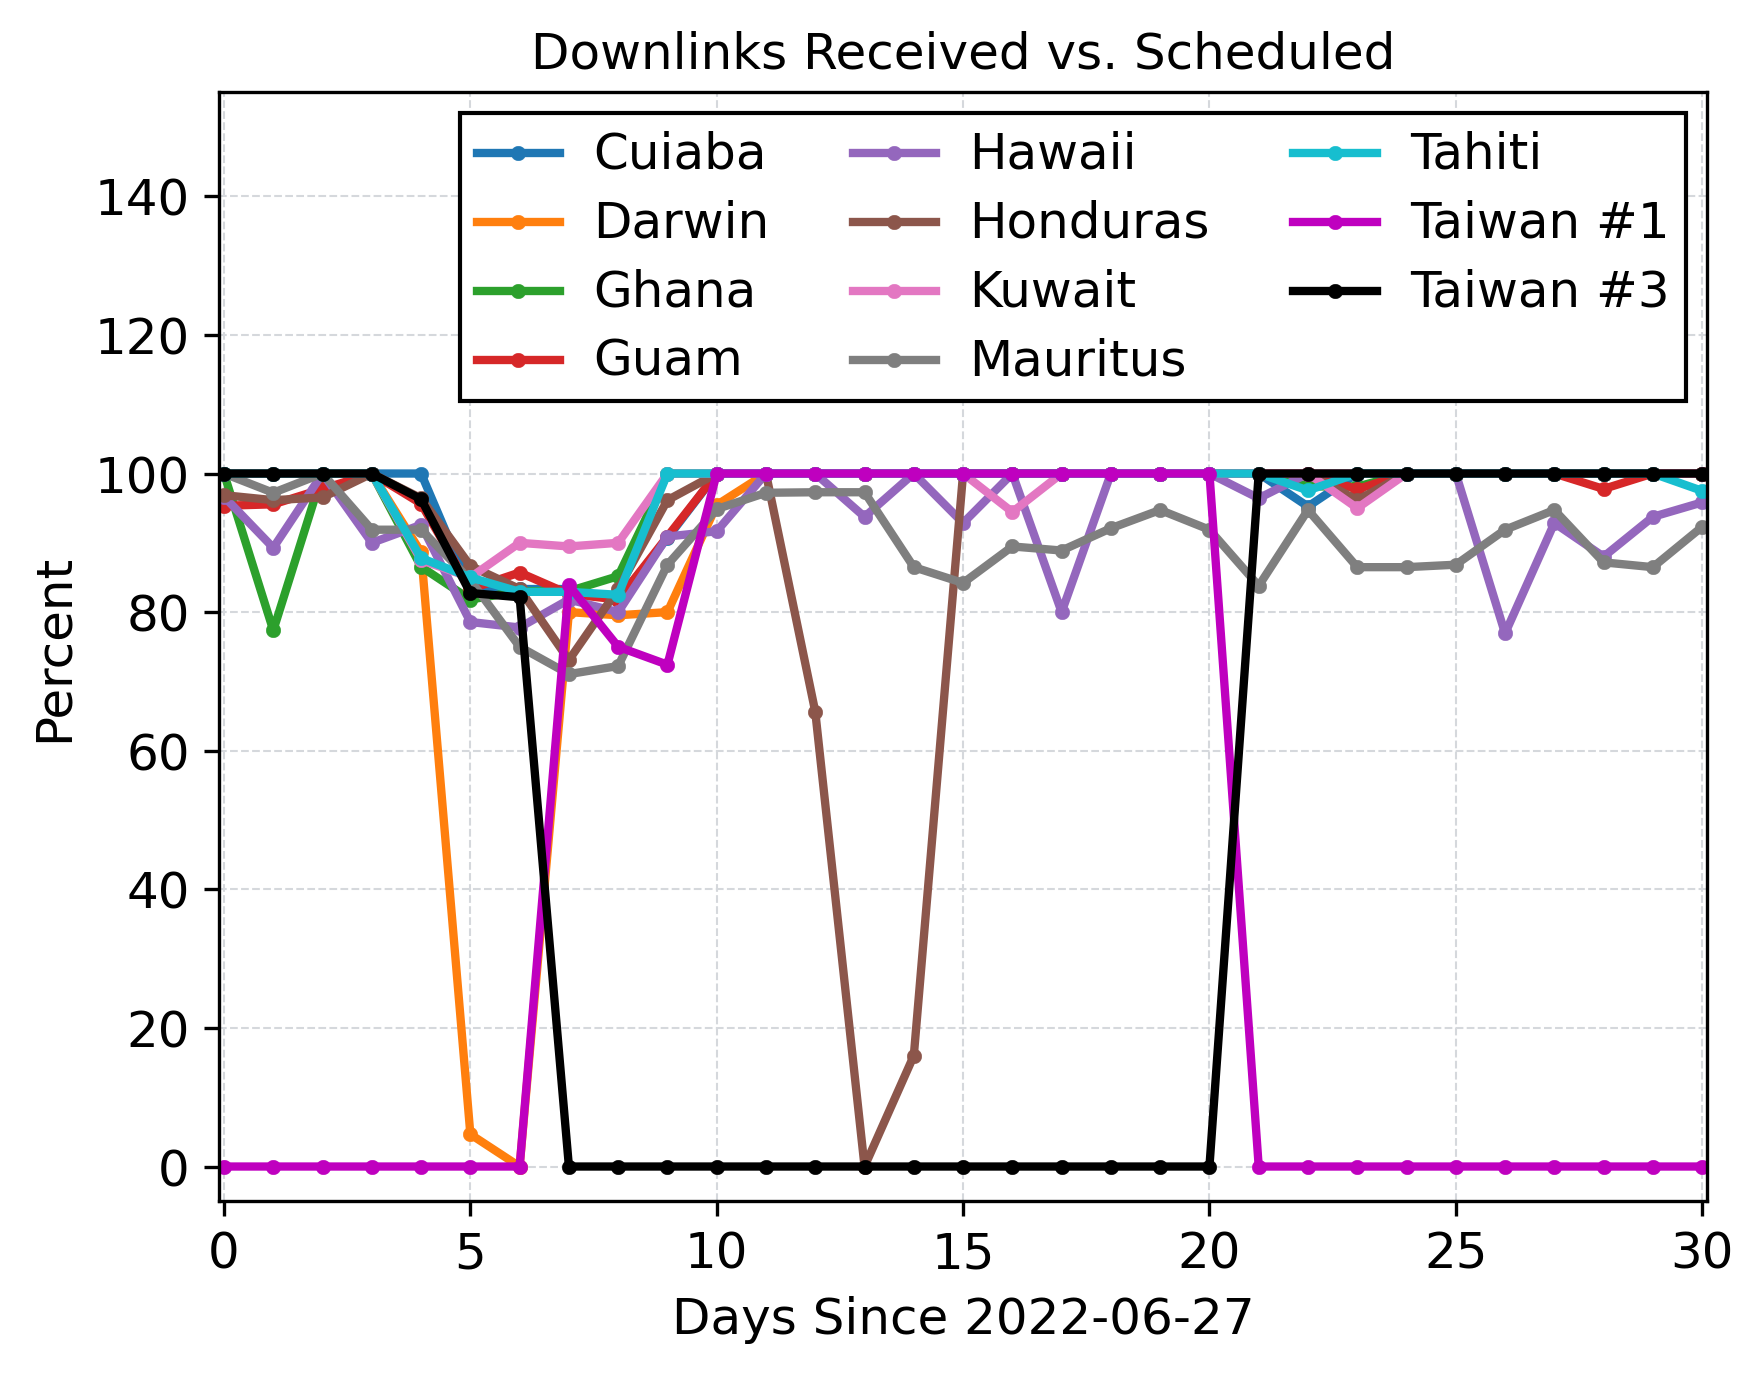 Downlinks Received vs. Scheduled
Cuiaba
Darwin
Ghana
Guam
Hawaii
Honduras
Kuwait
Mauritus
Tahiti
Taiwan #1
Taiwan #3
140
120
100
80
60
40
20
0
Percent
0 5 10 15 20 25 30
Days Since 2022-06-27